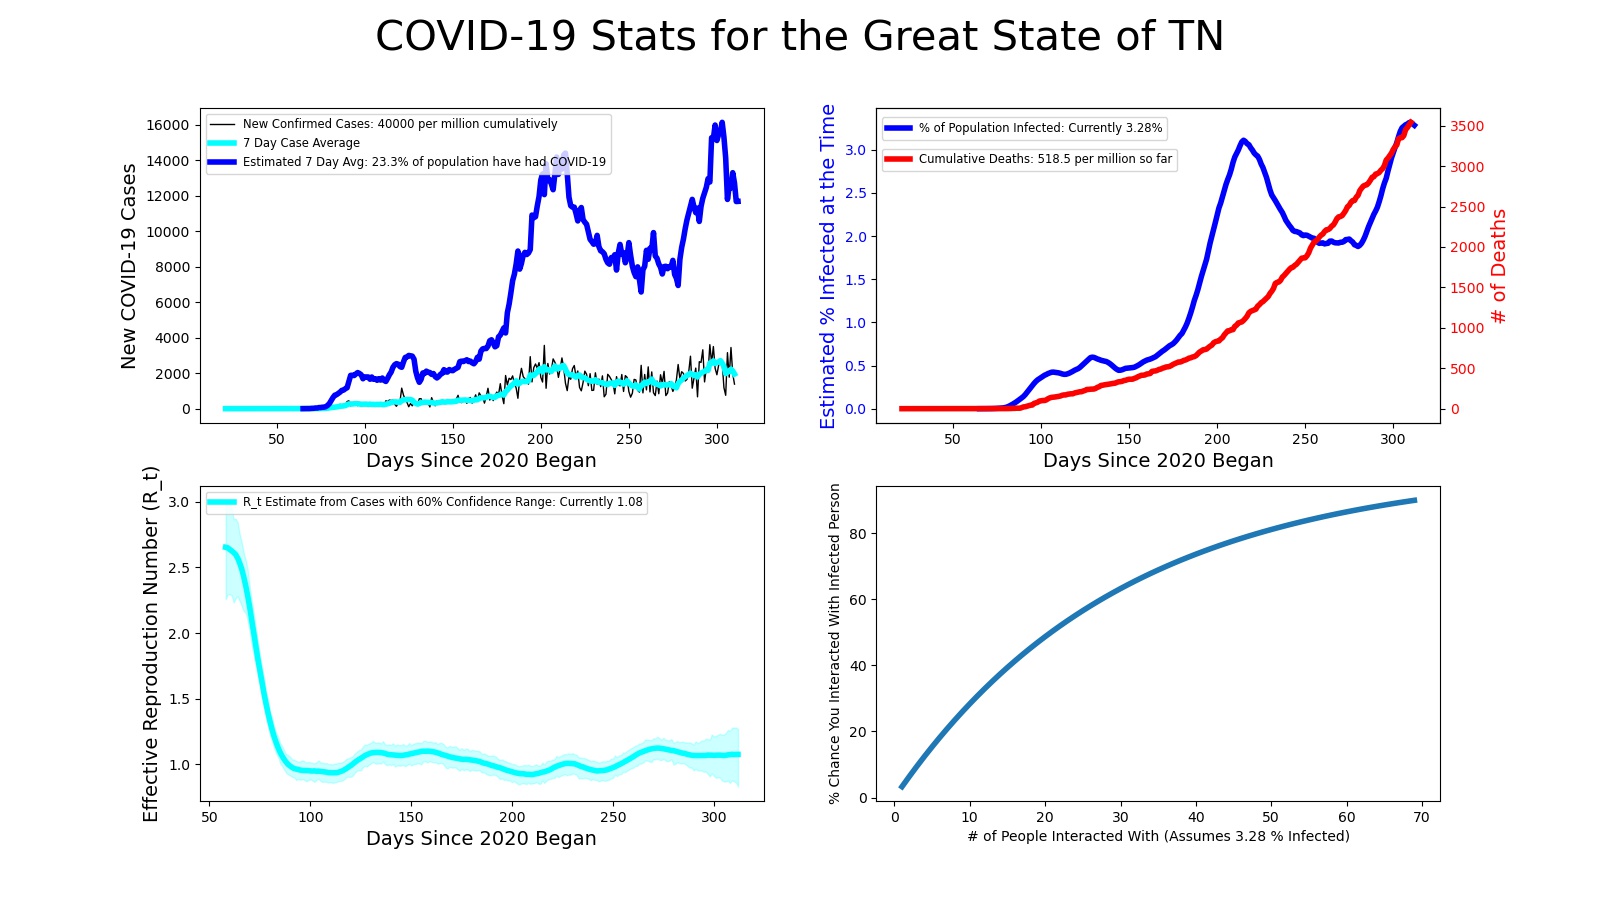 COVID-19 Stats for the Great State of TN
New COVID-19 Cases
16000
14000
12000
10000
8000
6000
4000
2000
0
New Confirmed Cases: 40000 per million cumulatively
7 Day Case Average
Estimated 7 Day Avg: 23.3% of population have had COVID-19
50 100 150 200 250 300
Days Since 2020 Began
Estimated % Infected at the Time
3.0
2.5
2.0
1.5
1.0
0.5
0.0
% of Population Infected: Currently 3.28%
Cumulative Deaths: 518.5 per million so far
3500
3000
2500
2000
1500
1000
500
0
# of Deaths
50 100 150 200 250 300
Days Since 2020 Began
Effective Reproduction Number (R_t)
3.0
2.5
2.0
1.5
1.0
R_t Estimate from Cases with 60% Confidence Range: Currently 1.08
50 100 150 200 250 300
Days Since 2020 Began
% Chance You Interacted With Infected Person
80
60
40
20
0
0 10 20 30 40 50 60 70
# of People Interacted With (Assumes 3.28 % Infected)